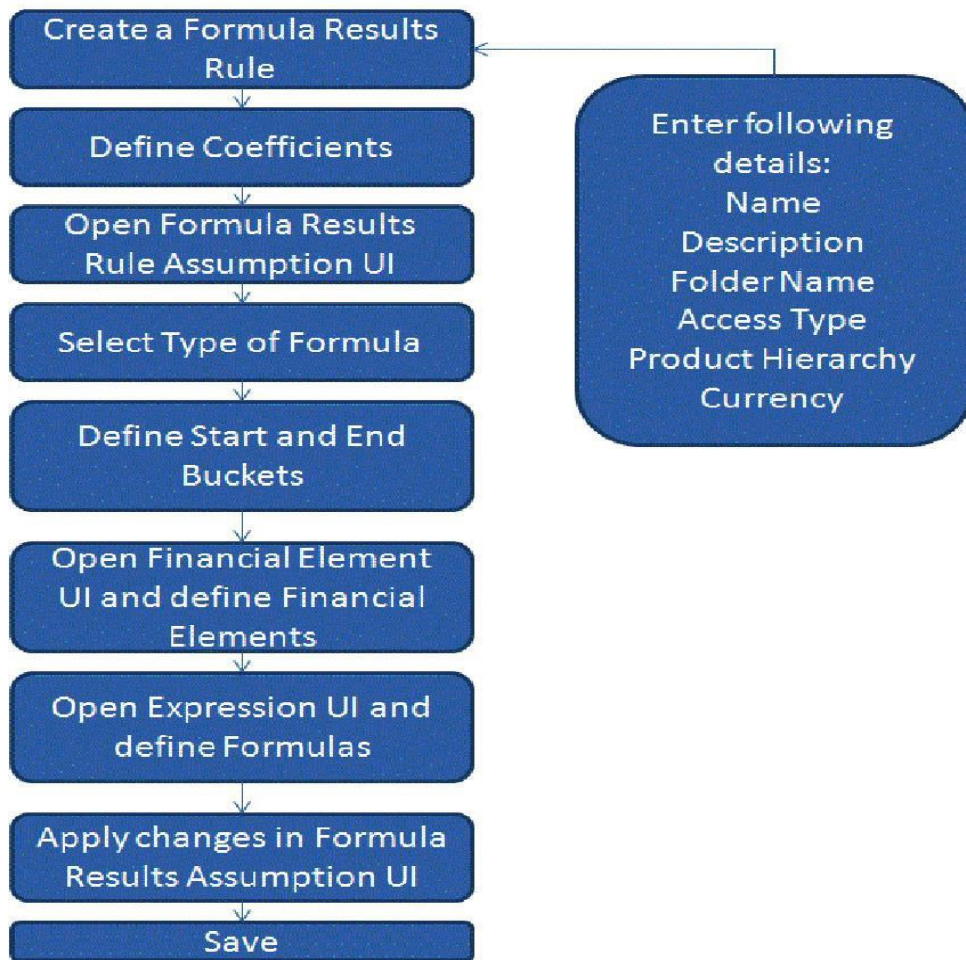 Create a Formula Results
Rule
Define Coefficients
Open Formula Results
Rule Assumption UI
Select Type of Formula
Define Start and End
Buckets
Open Financial Element
UI and define Financial
Elements
Open Expression UI and
define Formulas
Apply changes in Formula
Results Assumption UI
Save
Enter following
details:
Name
Description
Folder Name
Access Type
Product Hierarchy
Currency